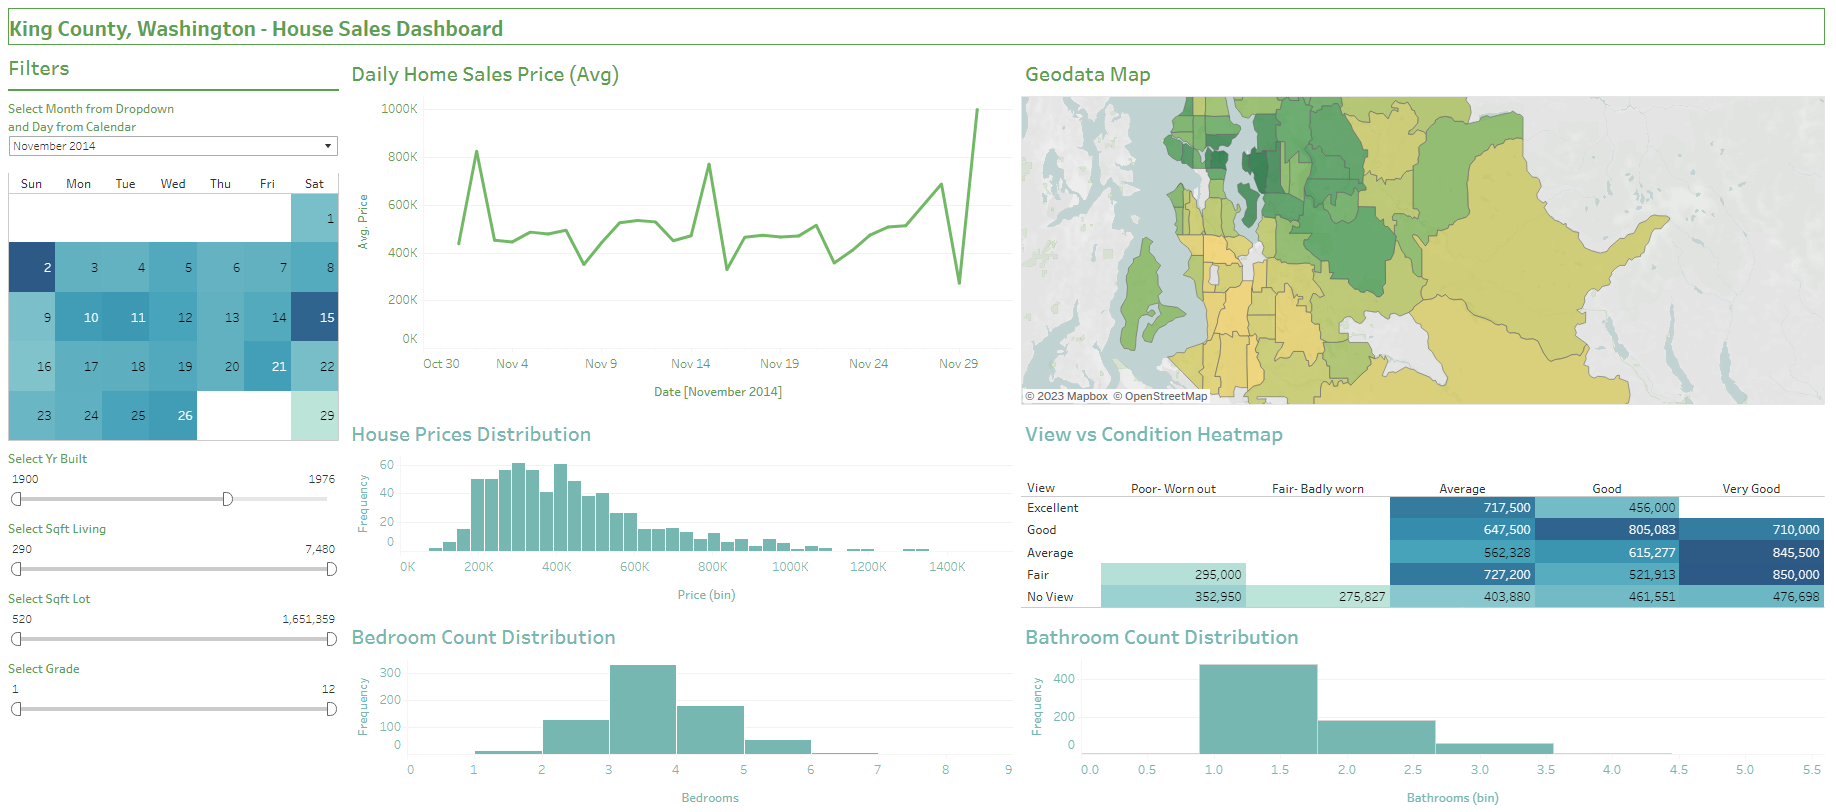 King County, Washington - House Sales Dashboard
Filters
Select Month from Dropdown
and Day from Calendar
November 2014
Sun Mon Tue Wed Thu Fri Sat
1
2 3 4 5 6 7 8
9 10 11 12 13 14 15
16 17 18 19 20 21 22
23 24 25 26 29
Select Yr Built
1900 1976
Select Sqft Living
290 7,480
Select Sqft Lot
520 1,651,359
Select Grade
1 12
Daily Home Sales Price (Avg)
Avg. Price
1000K
800K
600K
400K
200K
0K
Oct 30 Nov 4 Nov 9 Nov 14 Nov 19 Nov 24 Nov 29
Date [November 2014]
Geodata Map
© 2023 Mapbox © OpenStreetMap
House Prices Distribution
Frequency
60
40
20
0
0K 200K 400K 600K 800K 1000K 1200K 1400K
Price (bin)
View vs Condition Heatmap
View Poor- Worn out Fair- Badly worn Average Good Very Good
Excellent 717,500 456,000
Good 647,500 805,083 710,000
Average 562,328 615,277 845,500
Fair 295,000 727,200 521,913 850,000
No View 352,950 275,827 403,880 461,551 476,698
Bedroom Count Distribution
Frequency
300
200
100
0
0 1 2 3 4 5 6 7 8 9
Bedrooms
Bathroom Count Distribution
Frequency
400
200
0
0.0 0.5 1.0 1.5 2.0 2.5 3.0 3.5 4.0 4.5 5.0 5.5
Bathrooms (bin)